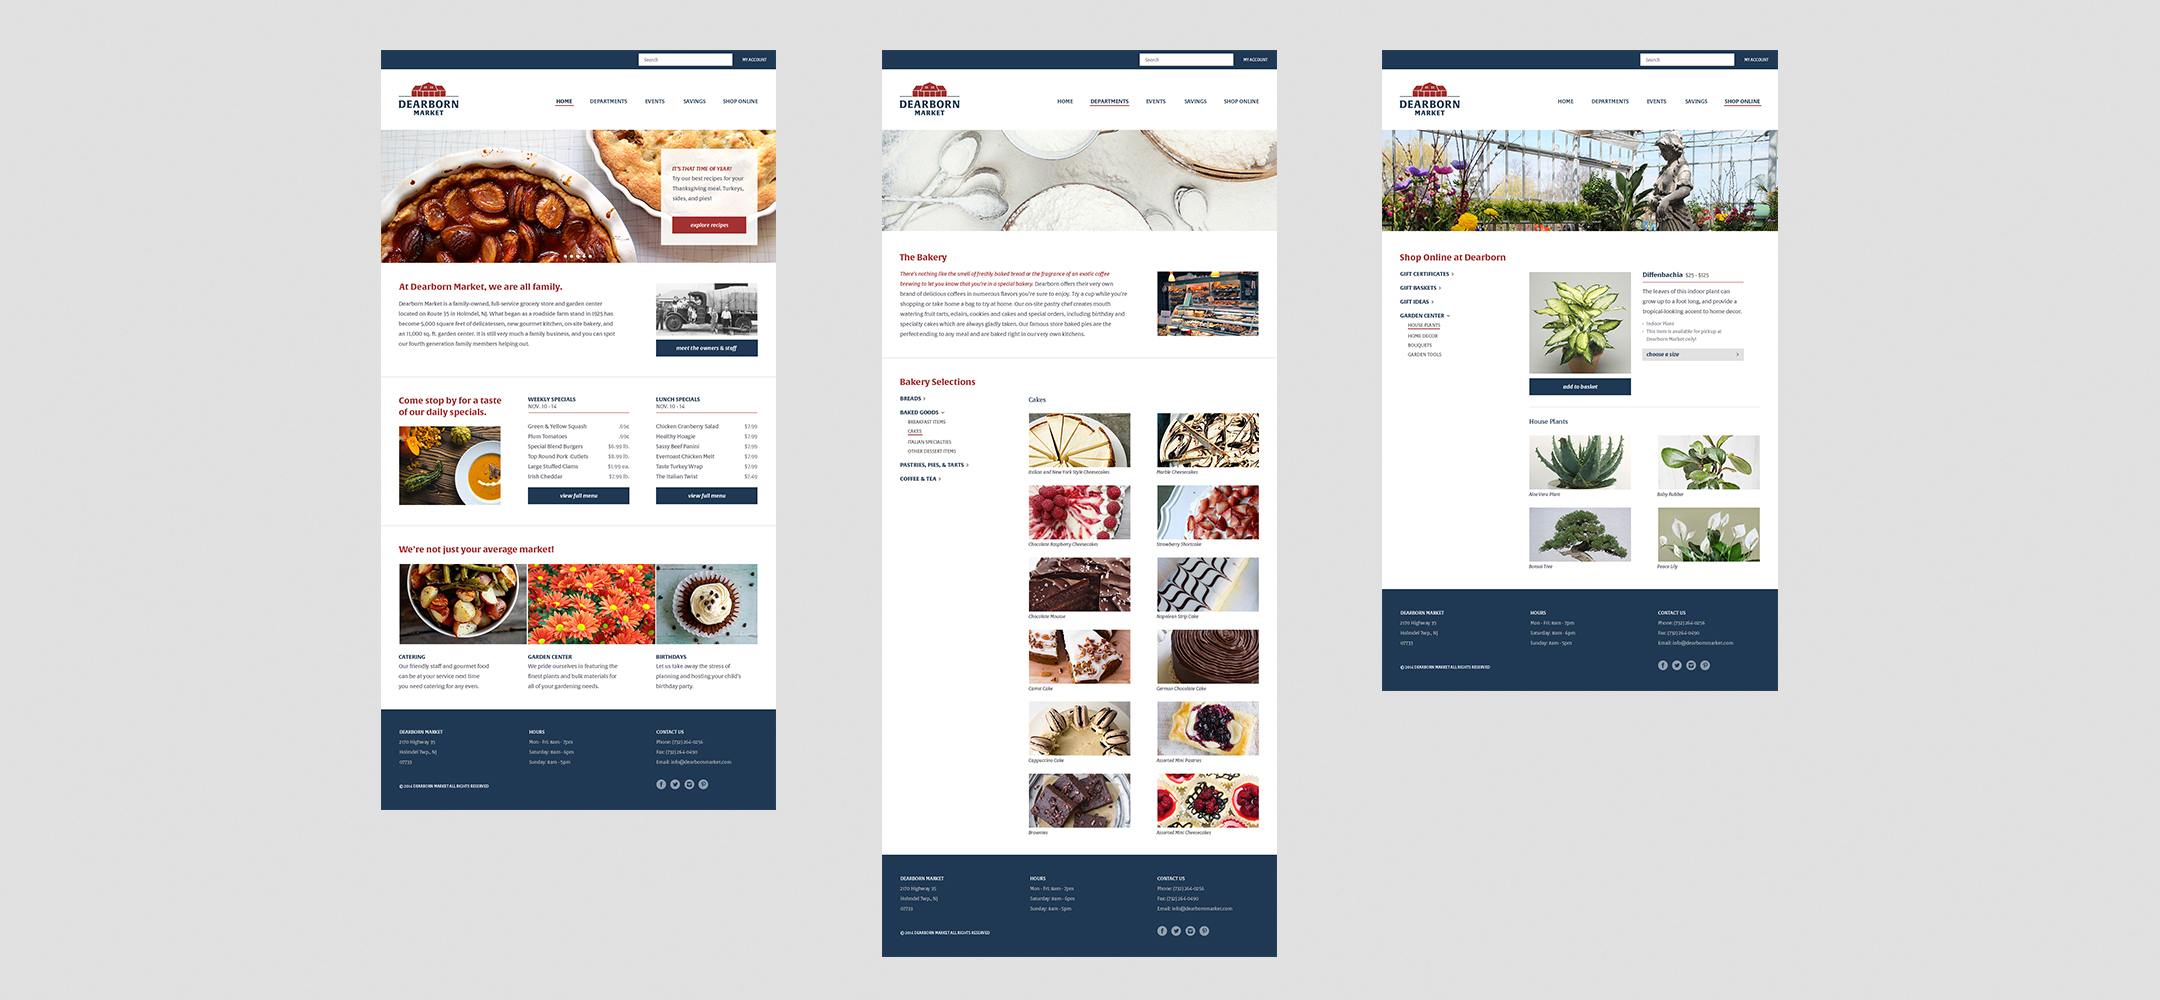 Search
MY ACCOUNT
DEARBORN
MARKET
HOME
DEPARTMENTS
EVENTS
SAVINGS
SHOP ONLINE
IT'S THAT TIME OF YEAR!
Try our best recipes for your
Thanksgiving meal. Turkeys,
sides, and pies!
explore recipes
At Dearborn Market, we are all family.
Dearborn Market is a family-owned, full-service grocery store and garden center
located on Route 35 in Holmdel, NJ. What began as a roadside farm stand in 1925 has
become 5,000 square feet of delicatessen, new gourmet kitchen, on-site bakery, and
an 11,000 sq. ft. garden center. It is still very much a family business, and you can spot
our fourth generation family members helping out.
meet the owners & staff
Come stop by for a taste
of our daily specials.
WEEKLY SPECIALS
NOV. 10 - 14
Green & Yellow Squash .69¢
Plum Tomatoes .99¢
Special Blend Burgers $6.99 lb.
Top Round Pork Cutlets $8.99 lb.
Large Stuffed Clams $1.99 ea.
Irish Cheddar $7.99 lb.
view full menu
LUNCH SPECIALS
NOV. 10 - 14
Chicken Cranberry Salad $7.99
Healthy Hoagie $7.99
Sassy Beef Panini $7.99
Everroast Chicken Melt $7.99
Taste Turkey Wrap $7.99
The Italian Twist $7.49
view full menu
We're not just your average market!
CATERING
Our friendly staff and gourmet food
can be at your service next time
you need catering for any even.
GARDEN CENTER
We pride ourselves in featuring the
finest plants and bulk materials for
all of your gardening needs.
BIRTHDAYS
Let us take away the stress of
planning and hosting your child's
birthday party.
DEARBORN MARKET
2170 Highway 35
Holmdel Twp., NJ
07733
© 2014 DEARBORN MARKET ALL RIGHTS RESERVED
HOURS
Mon - Fri: 8am - 7pm
Saturday: 8am - 6pm
Sunday: 8am - 5pm
CONTACT US
Phone: (732) 264-0256
Fax: (732) 264-0490
Email: info@dearbornmarket.com
Search
MY ACCOUNT
DEARBORN
MARKET
HOME
DEPARTMENTS
EVENTS
SAVINGS
SHOP ONLINE
The Bakery
There's nothing like the smell of freshly baked bread or the fragrance of an exotic coffee
brewing to let you know that you're in a special bakery. Dearborn offers their very own
brand of delicious coffees in numerous flavors you're sure to enjoy. Try a cup while you're
shopping or take home a bag to try at home. Our on-site pastry chef creates mouth
watering fruit tarts, eclairs, cookies and cakes and special orders, including birthday and
specialty cakes which are always gladly taken. Our famous store baked pies are the
perfect ending to any meal and are baked right in our very own kitchens.
Bakery Selections
BREADS
BAKED GOODS
BREAKFAST ITEMS
CAKES
ITALIAN SPECIALTIES
OTHER DESSERT ITEMS
PASTRIES, PIES, & TARTS
COFFEE & TEA
Cakes
Italian and New York Style Cheesecakes
Marble Cheesecakes
Chocolate Raspberry Cheesecakes
Strawberry Shortcake
Chocolate Mousse
Napolean Strip Cake
Carrot Cake
German Chocolate Cake
Cappuccino Cake
Assorted Mini Pastries
Brownies
Assorted Mini Cheesecakes
DEARBORN MARKET
2170 Highway 35
Holmdel Twp., NJ
07733
© 2014 DEARBORN MARKET ALL RIGHTS RESERVED
HOURS
Mon - Fri: 8am - 7pm
Saturday: 8am - 6pm
Sunday: 8am - 5pm
CONTACT US
Phone: (732) 264-0256
Fax: (732) 264-0490
Email: info@dearbornmarket.com
Search
MY ACCOUNT
DEARBORN
MARKET
HOME
DEPARTMENTS
EVENTS
SAVINGS
SHOP ONLINE
Shop Online at Dearborn
GIFT CERTIFICATES
GIFT BASKETS
GIFT IDEAS
GARDEN CENTER
HOUSE PLANTS
HOME DECOR
BOUQUETS
GARDEN TOOLS
add to basket
Diffenbachia $25 - $125
The leaves of this indoor plant can
grow up to a foot long, and provide a
tropical-looking accent to home decor.
- Indoor Plant
- This item is available for pickup at
Dearborn Market only!
choose a size
House Plants
Aloe Vera Plant
Baby Rubber
Bonsai Tree
Peace Lily
DEARBORN MARKET
2170 Highway 35
Holmdel Twp., NJ
07733
© 2014 DEARBORN MARKET ALL RIGHTS RESERVED
HOURS
Mon - Fri: 8am - 7pm
Saturday: 8am - 6pm
Sunday: 8am - 5pm
CONTACT US
Phone: (732) 264-0256
Fax: (732) 264-0490
Email: info@dearbornmarket.com